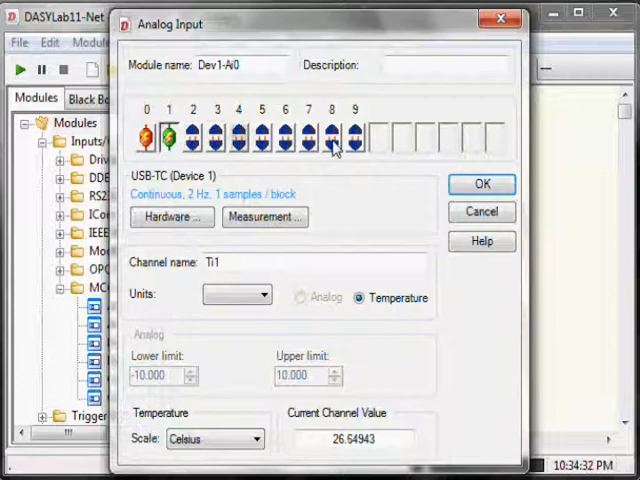 DASYLab11-Net
Analog Input
File Edit Modu
Module name: Dev1-Ai0 Description:
Modules Black Bo
0 1 2 3 4 5 6 7 8 9
Modules
Inputs/
Driv
DDE
RS2
ICo
IEEE
Mo
OPC
MC
Trigger
USB-TC (Device 1)
Continuous, 2 Hz, 1 samples / block
Hardware ... Measurement ...
OK
Cancel
Help
Channel name: Ti1
Units: Analog Temperature
Analog
Lower limit: Upper limit:
-10.000 10.000
Temperature Current Channel Value
Scale: Celsius 26.64943
10:34:32 PM